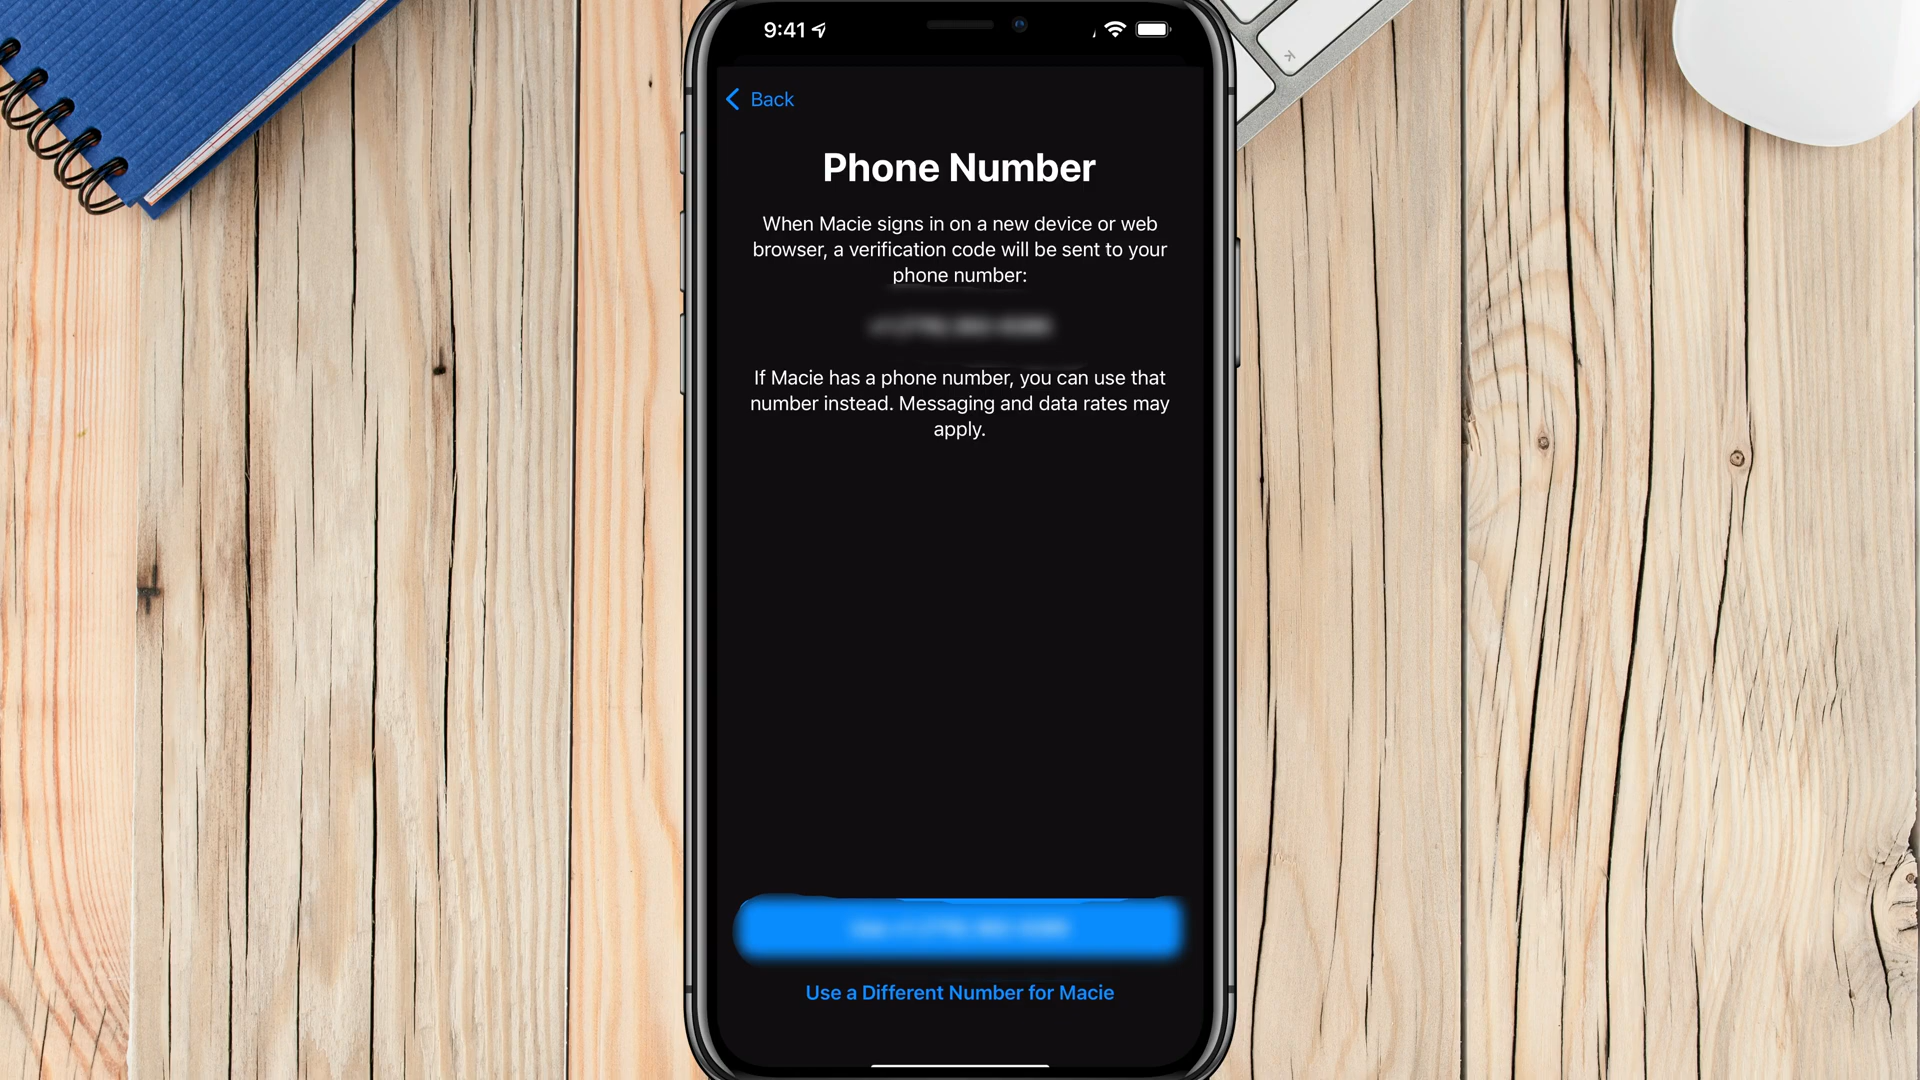 9:41
Back
Phone Number
When Macie signs in on a new device or web
browser, a verification code will be sent to your
phone number:
If Macie has a phone number, you can use that
number instead. Messaging and data rates may
apply.
Use a Different Number for Macie
K